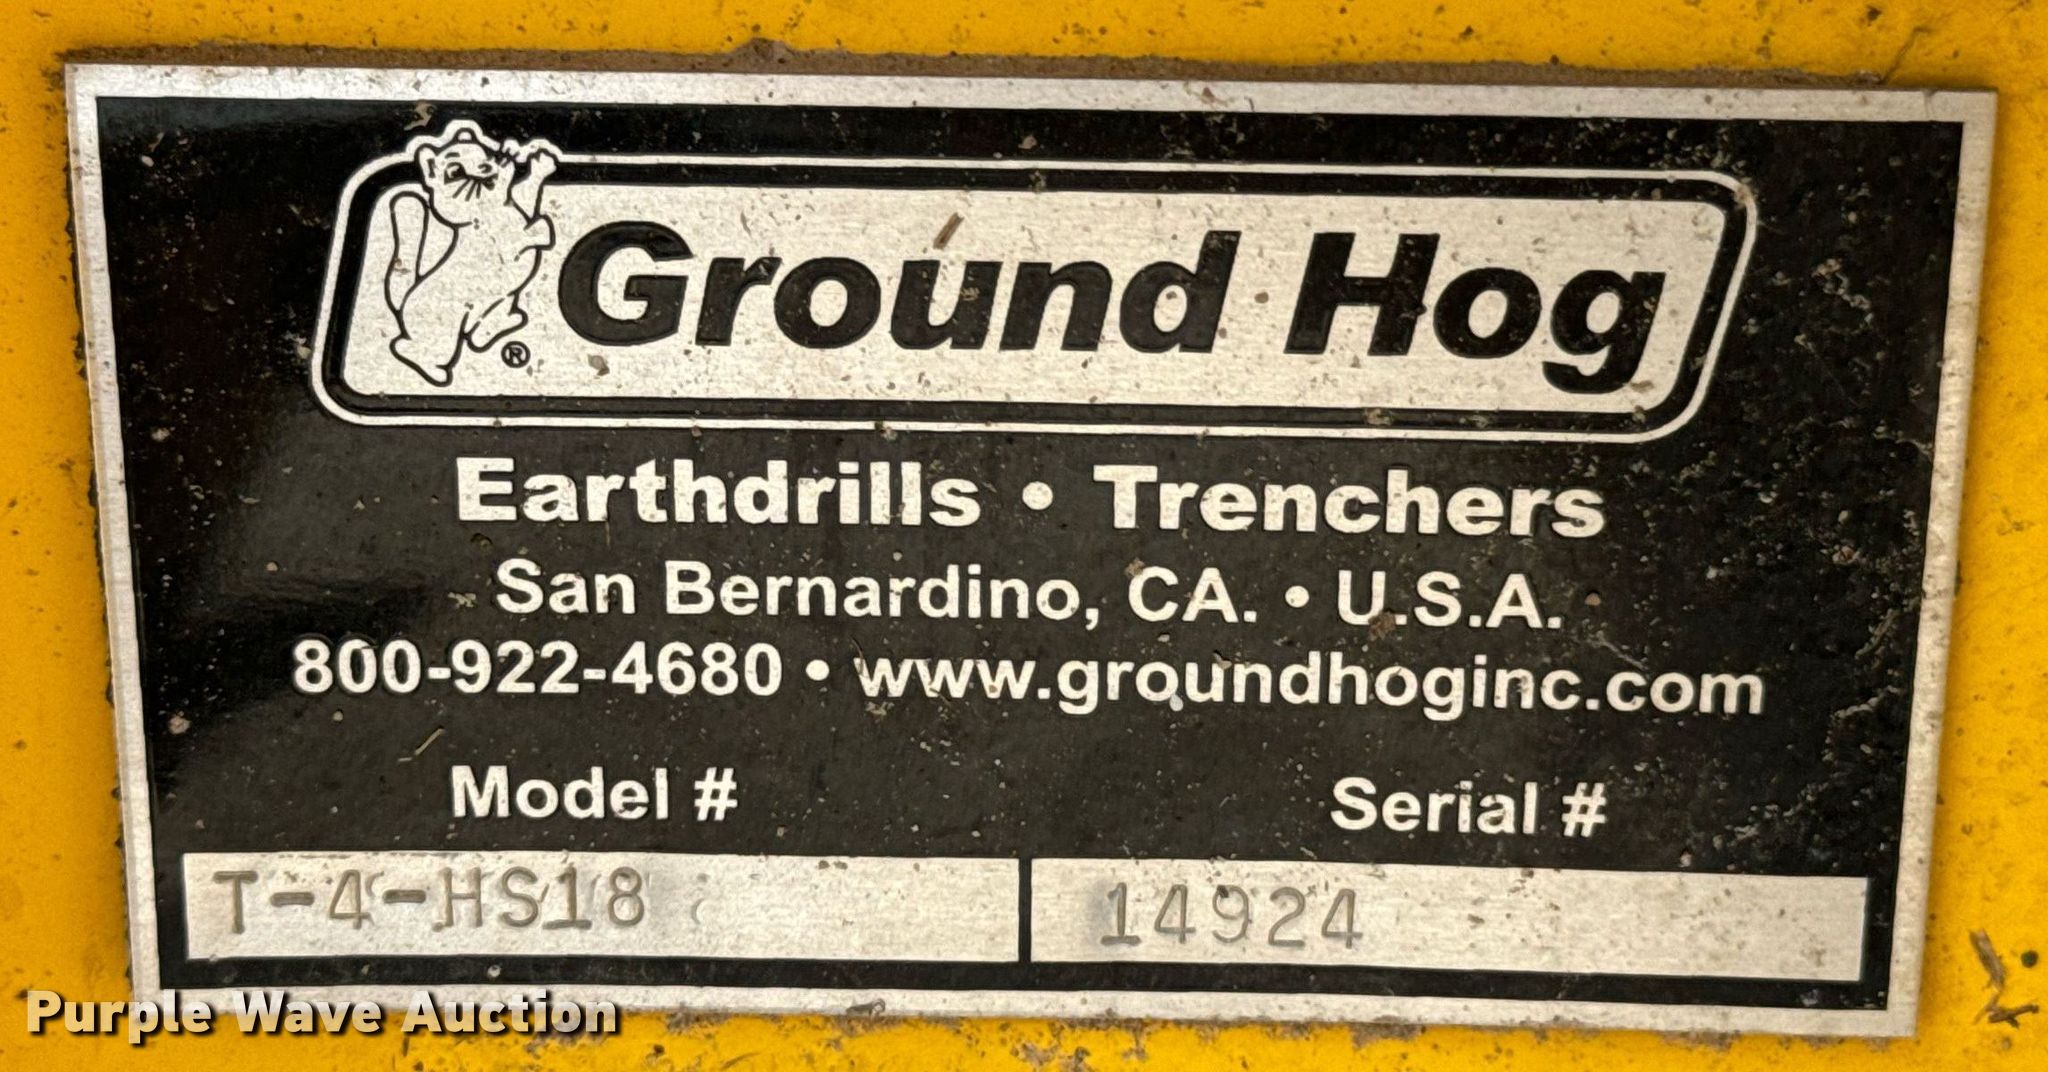 Ground Hog
®
Earthdrills • Trenchers
San Bernardino, CA. • U.S.A.
800-922-4680 • www.groundhoginc.com
Model # Serial #
T-4-HS18 14924
Purple Wave Auction